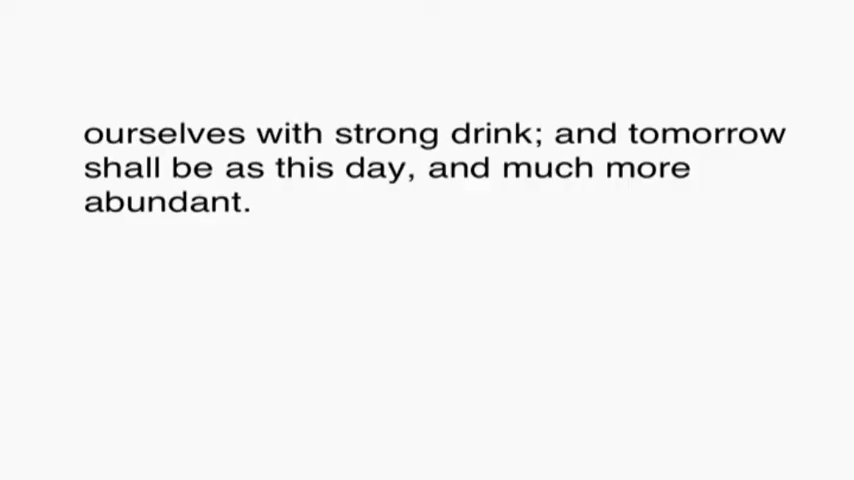 ourselves with strong drink; and tomorrow
shall be as this day, and much more
abundant.